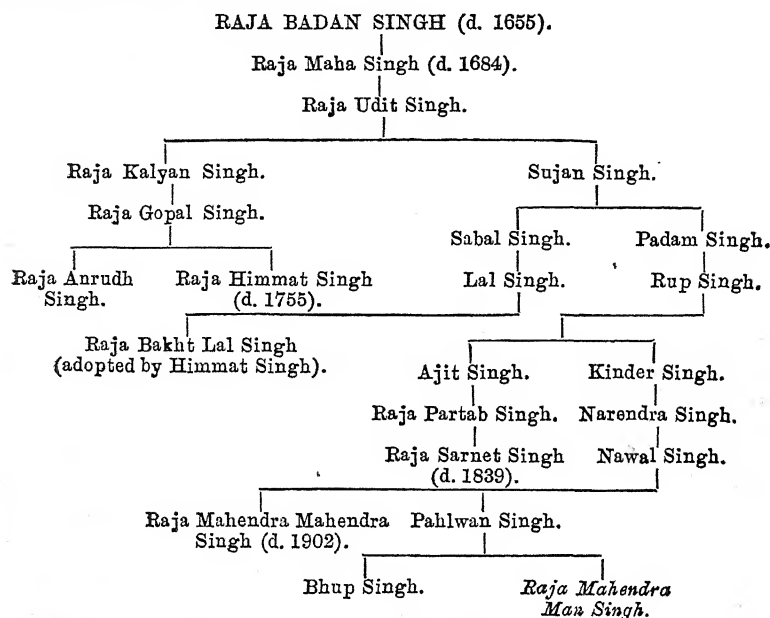 RAJA BADAN SINGH (d. 1655).
Raja Maha Singh (d. 1684).
Raja Udit Singh.
Raja Kalyan Singh. Sujan Singh.
Raja Gopal Singh.
Sabal Singh. Padam Singh.
Raja Anrudh Singh.
Raja Himmat Singh (d. 1755).
Lal Singh. Rup Singh.
Raja Bakht Lal Singh
(adopted by Himmat Singh).
Ajit Singh. Kinder Singh.
Raja Partab Singh. Narendra Singh.
Raja Sarnet Singh
(d. 1839).
Nawal Singh.
Raja Mahendra Mahendra
Singh (d. 1902).
Pahlwan Singh.
Bhup Singh.
Raja Mahendra
Man Singh.